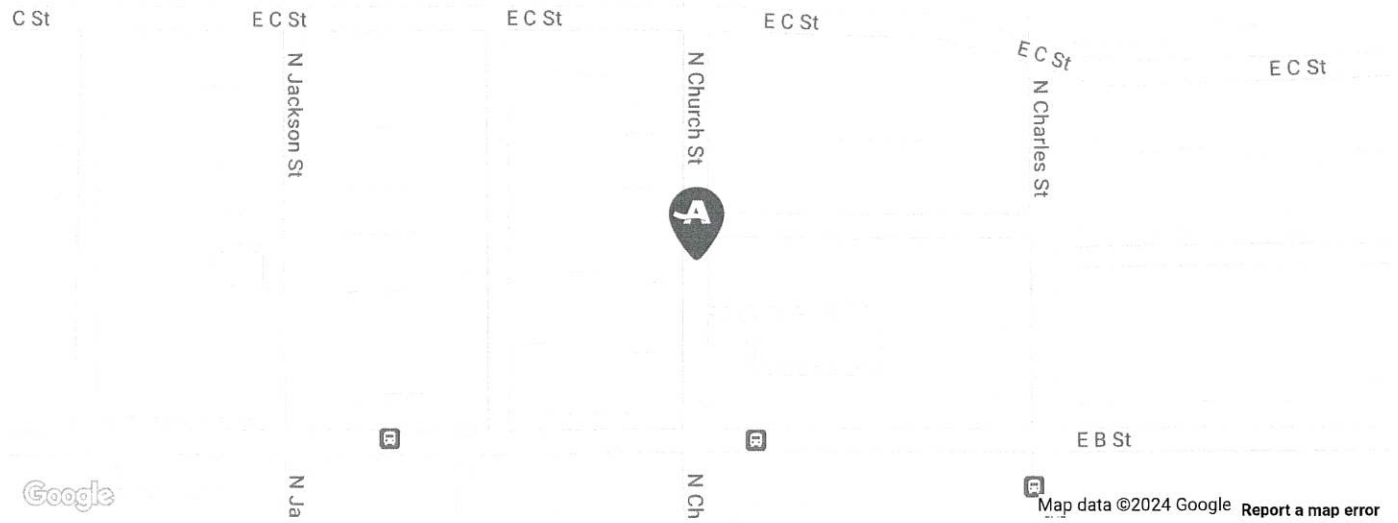 C St
E C St
E C St
E C St
E C St
E C St
N Jackson St
N Church St
N Charles St
A
E B St
N Ja
N Ch
Google
Map data ©2024 Google
Report a map error